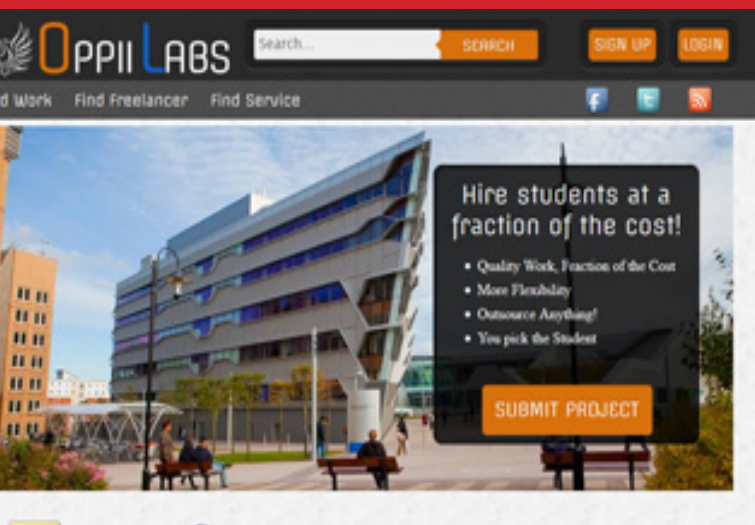 OPPII LABS
Search...
SEARCH
SIGN UP
LOGIN
d Work
Find Freelancer
Find Service
Hire students at a
fraction of the cost!
• Quality Work, Fraction of the Cost
• More Flexibility
• Outsource Anything!
• You pick the Student
SUBMIT PROJECT